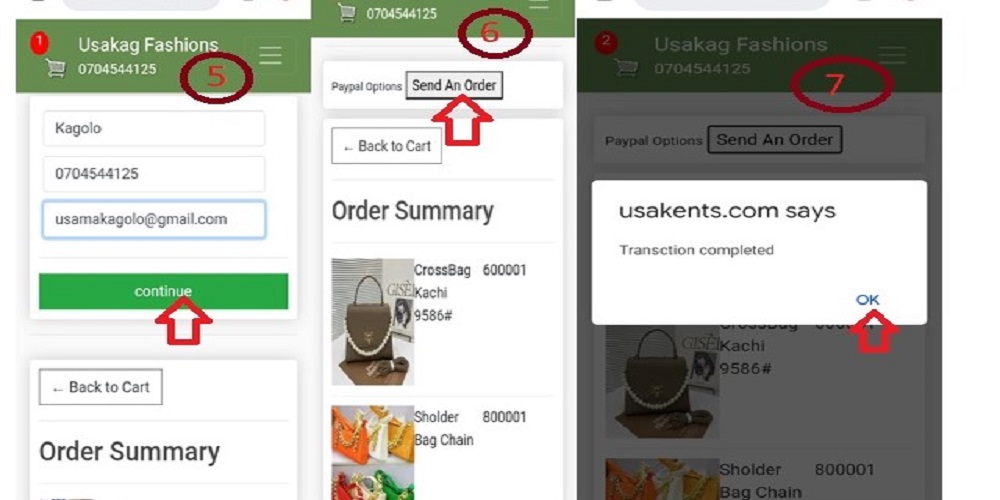 1
Usakag Fashions
0704544125
5
Kagolo
0704544125
usamakagolo@gmail.com
continue
← Back to Cart
Order Summary
0704544125
6
Paypal Options Send An Order
← Back to Cart
Order Summary
CrossBag 600001
Kachi
9586#
GISÈL
Sholder 800001
Bag Chain
2
Usakag Fashions
0704544125
7
Paypal Options Send An Order
usakents.com says
Transction completed
OK
Kachi
9586#
Sholder 800001
Bag Chain